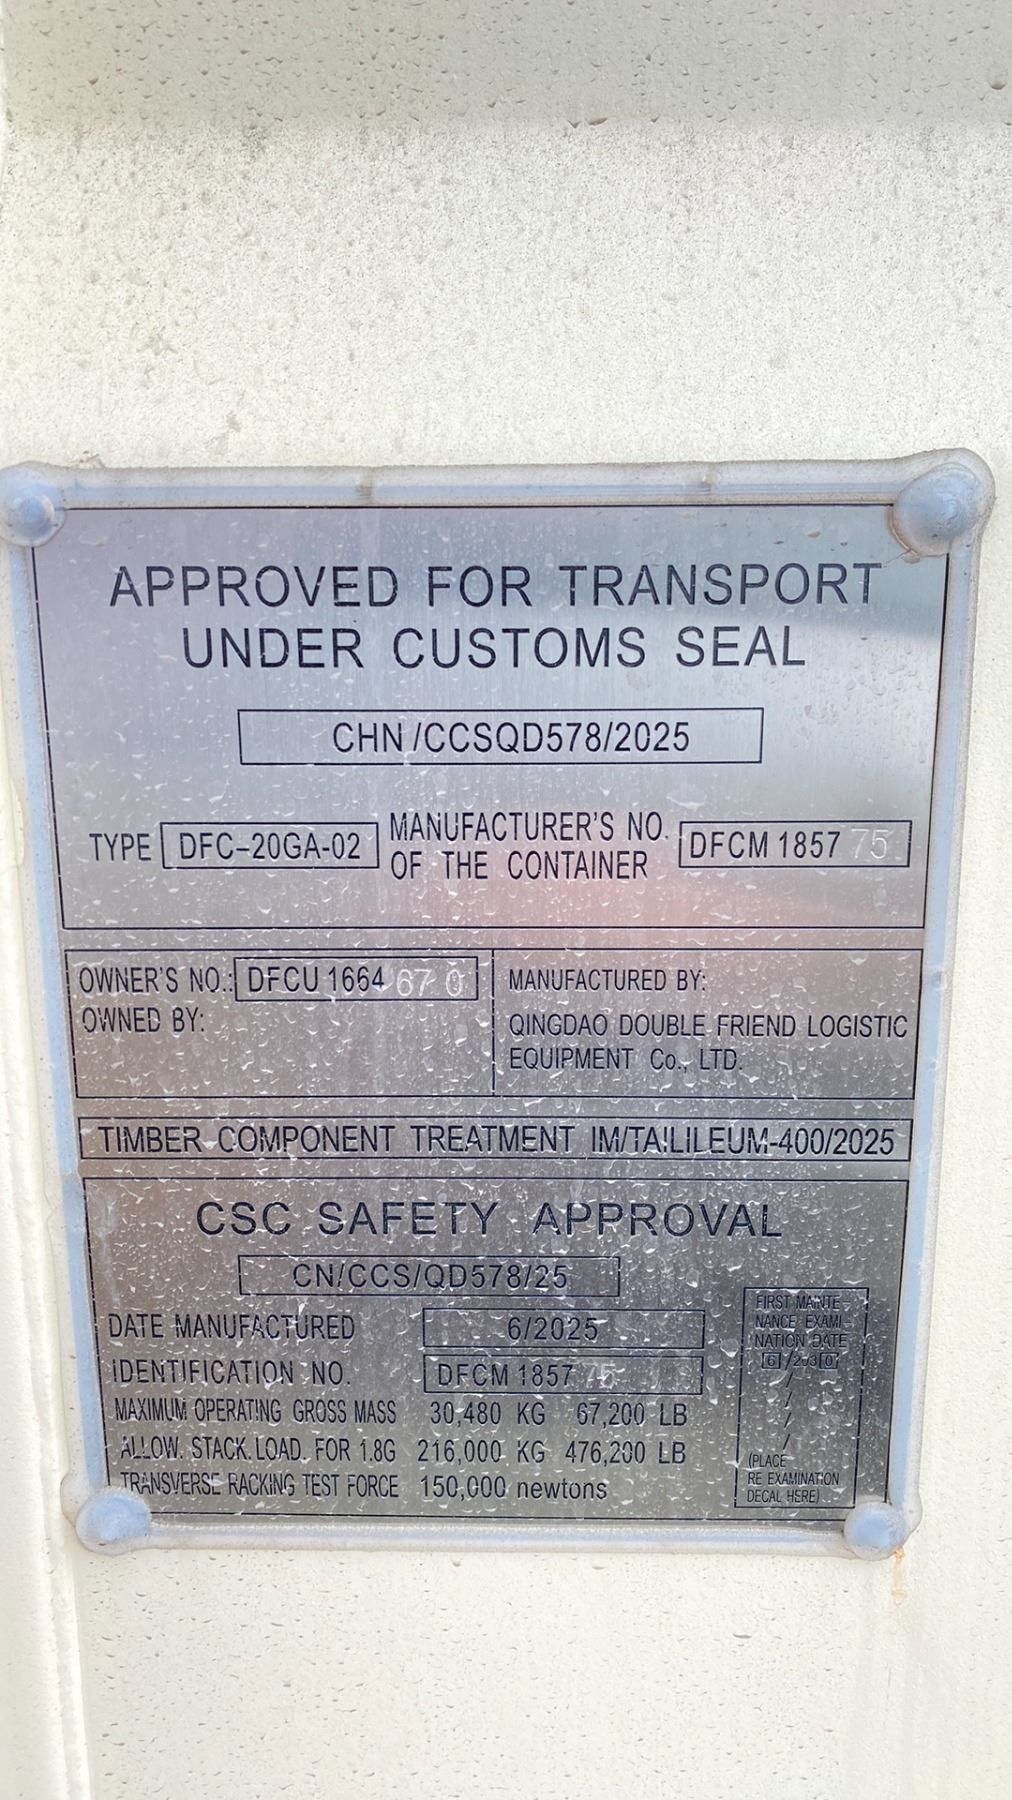 APPROVED FOR TRANSPORT
UNDER CUSTOMS SEAL
CHN/CCSQD578/2025
TYPE DFC-20GA-02 MANUFACTURER'S NO. OF THE CONTAINER DFCM 1857 75
OWNER'S NO.: DFCU 1664 67 0
OWNED BY:
MANUFACTURED BY:
QINGDAO DOUBLE FRIEND LOGISTIC
EQUIPMENT Co., LTD.
TIMBER COMPONENT TREATMENT IM/TAILILEUM-400/2025
CSC SAFETY APPROVAL
CN/CCS/QD578/25
DATE MANUFACTURED 6/2025
IDENTIFICATION NO. DFCM 1857 75
MAXIMUM OPERATING GROSS MASS 30,480 KG 67,200 LB
ALLOW. STACK. LOAD. FOR 1.8G 216,000 KG 476,200 LB
TRANSVERSE RACKING TEST FORCE 150,000 newtons
FIRST MAINTE-
NANCE EXAMI-
NATION DATE
6/2030
/
/
/
/
(PLACE
RE EXAMINATION
DECAL HERE)